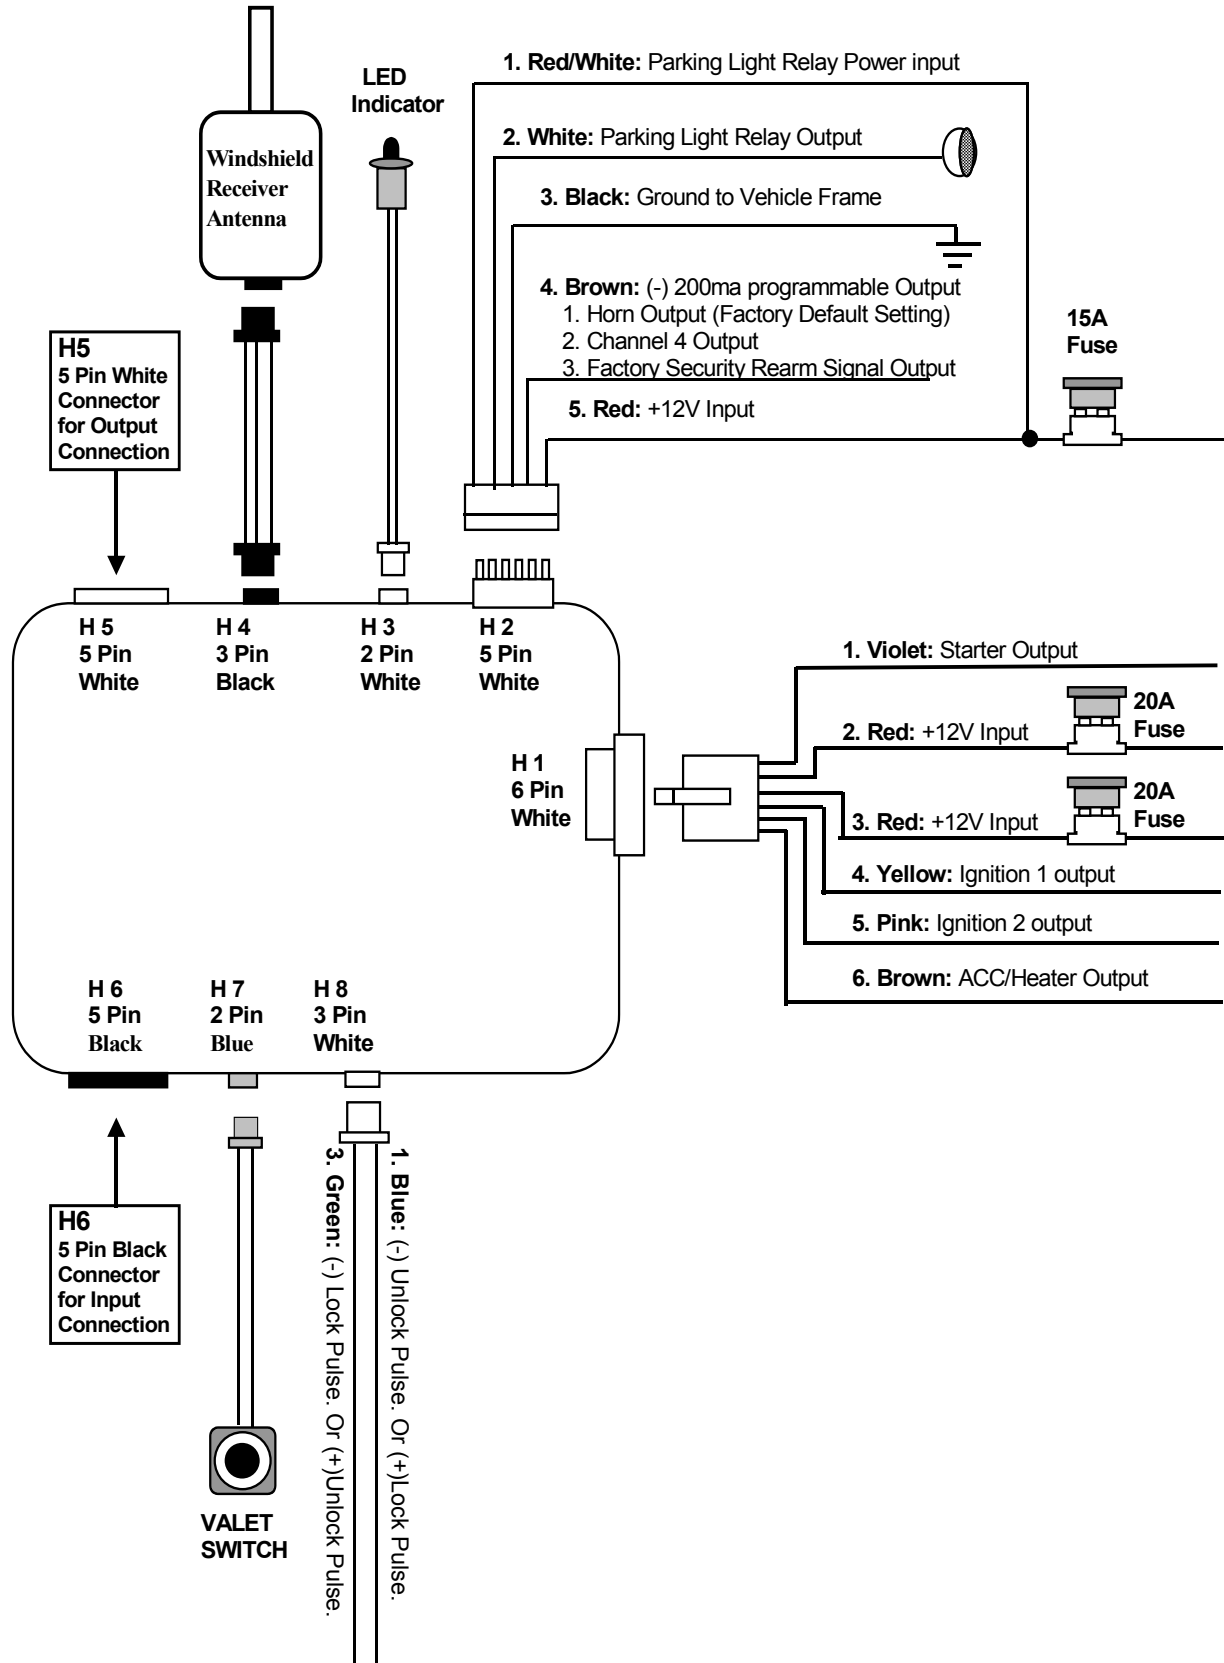 1. Red/White: Parking Light Relay Power input
LED
Indicator
2. White: Parking Light Relay Output
Windshield
Receiver
Antenna
3. Black: Ground to Vehicle Frame
4. Brown: (-) 200ma programmable Output
1. Horn Output (Factory Default Setting)
2. Channel 4 Output
3. Factory Security Rearm Signal Output
5. Red: +12V Input
15A
Fuse
H5
5 Pin White
Connector
for Output
Connection
H 5
5 Pin
White
H 4
3 Pin
Black
H 3
2 Pin
White
H 2
5 Pin
White
H 1
6 Pin
White
1. Violet: Starter Output
2. Red: +12V Input
20A
Fuse
3. Red: +12V Input
20A
Fuse
4. Yellow: Ignition 1 output
5. Pink: Ignition 2 output
6. Brown: ACC/Heater Output
H 6
5 Pin
Black
H 7
2 Pin
Blue
H 8
3 Pin
White
H6
5 Pin Black
Connector
for Input
Connection
1. Blue: (-) Unlock Pulse. Or (+)Lock Pulse.
3. Green: (-) Lock Pulse. Or (+)Unlock Pulse.
VALET
SWITCH